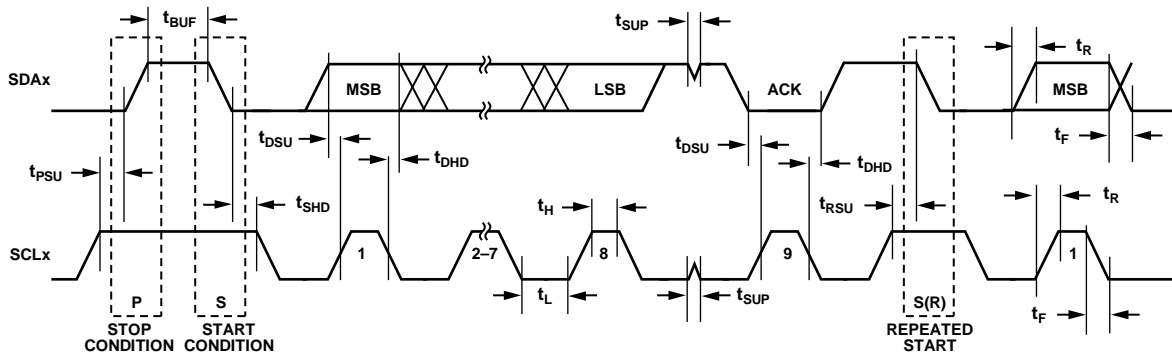 tBUF
tSUP
tR
SDAx
MSB
LSB
ACK
MSB
tDSU
tDHD
tDSU
tDHD
tF
tPSU
tSHD
tH
tRSU
tR
SCLx
1
2–7
8
9
1
P
S
tL
tSUP
S(R)
tF
STOP
CONDITION
START
CONDITION
REPEATED
START